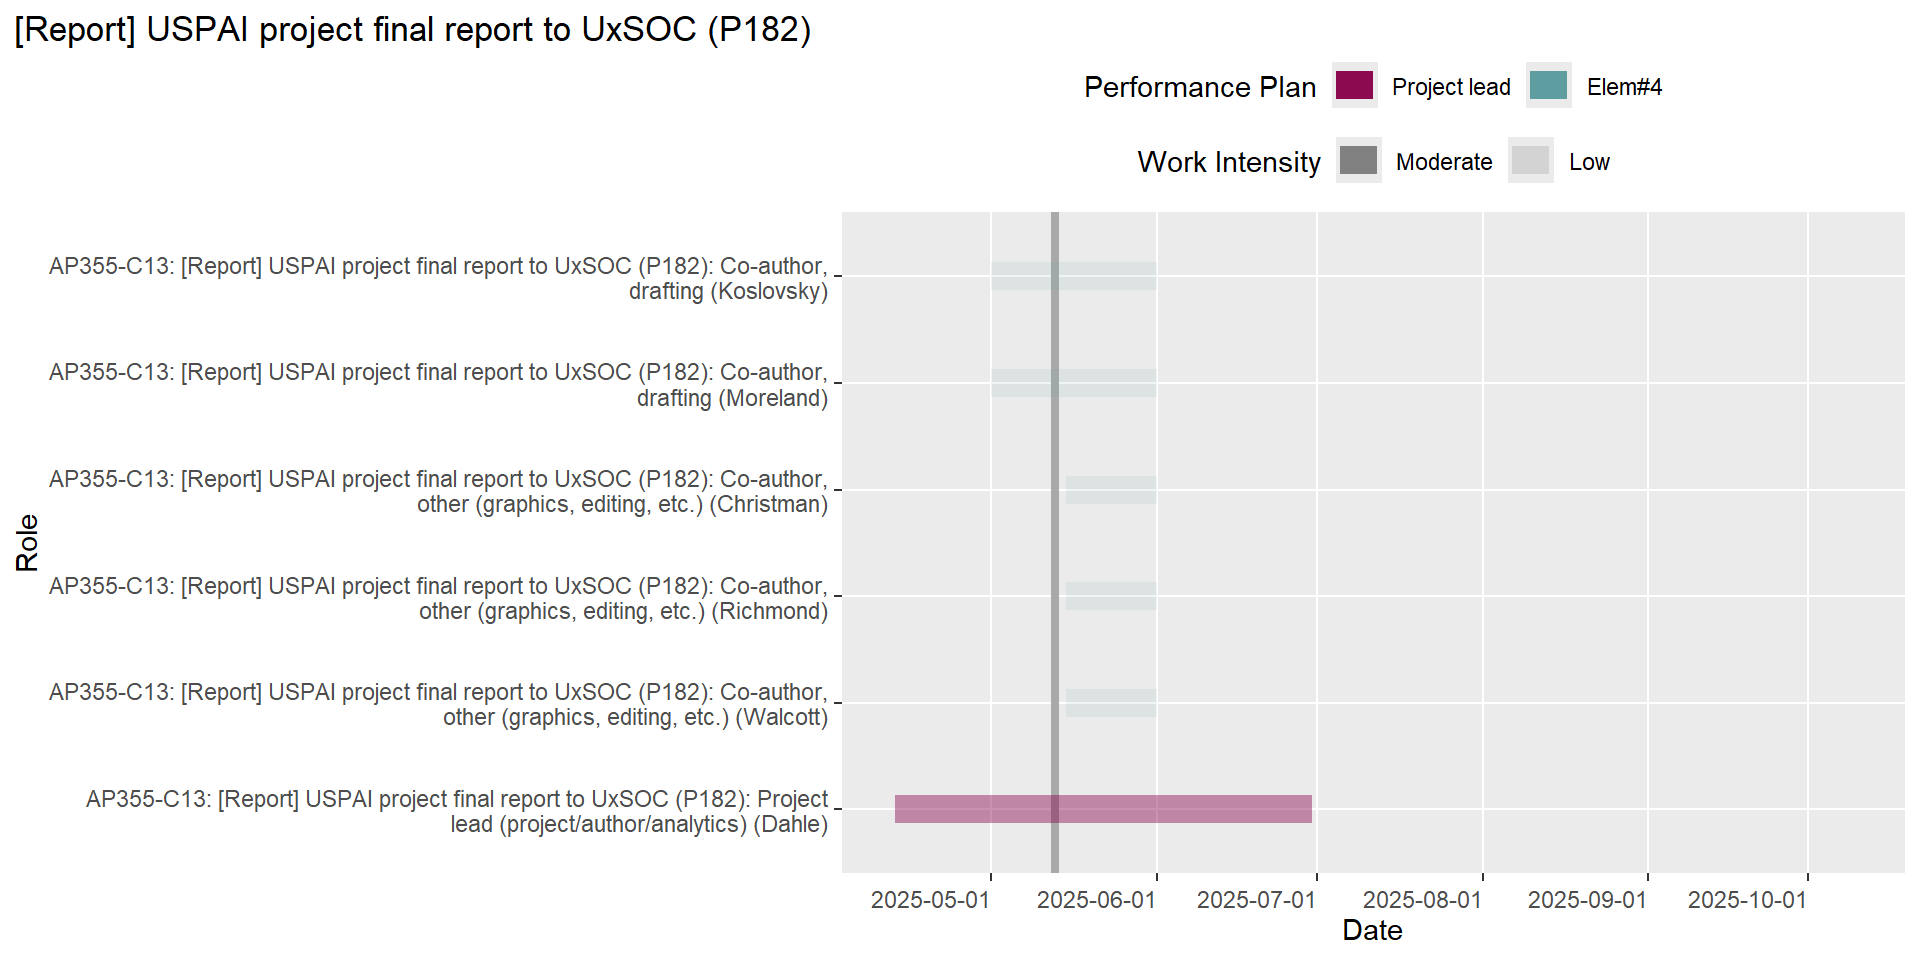 [Report] USPAI project final report to UxSOC (P182)
Performance Plan Project lead Elem#4
Work Intensity Moderate Low
AP355-C13: [Report] USPAI project final report to UxSOC (P182): Co-author,
drafting (Koslovsky)
AP355-C13: [Report] USPAI project final report to UxSOC (P182): Co-author,
drafting (Moreland)
AP355-C13: [Report] USPAI project final report to UxSOC (P182): Co-author,
other (graphics, editing, etc.) (Christman)
AP355-C13: [Report] USPAI project final report to UxSOC (P182): Co-author,
other (graphics, editing, etc.) (Richmond)
AP355-C13: [Report] USPAI project final report to UxSOC (P182): Co-author,
other (graphics, editing, etc.) (Walcott)
AP355-C13: [Report] USPAI project final report to UxSOC (P182): Project
lead (project/author/analytics) (Dahle)
Role
2025-05-01 2025-06-01 2025-07-01 2025-08-01 2025-09-01 2025-10-01
Date